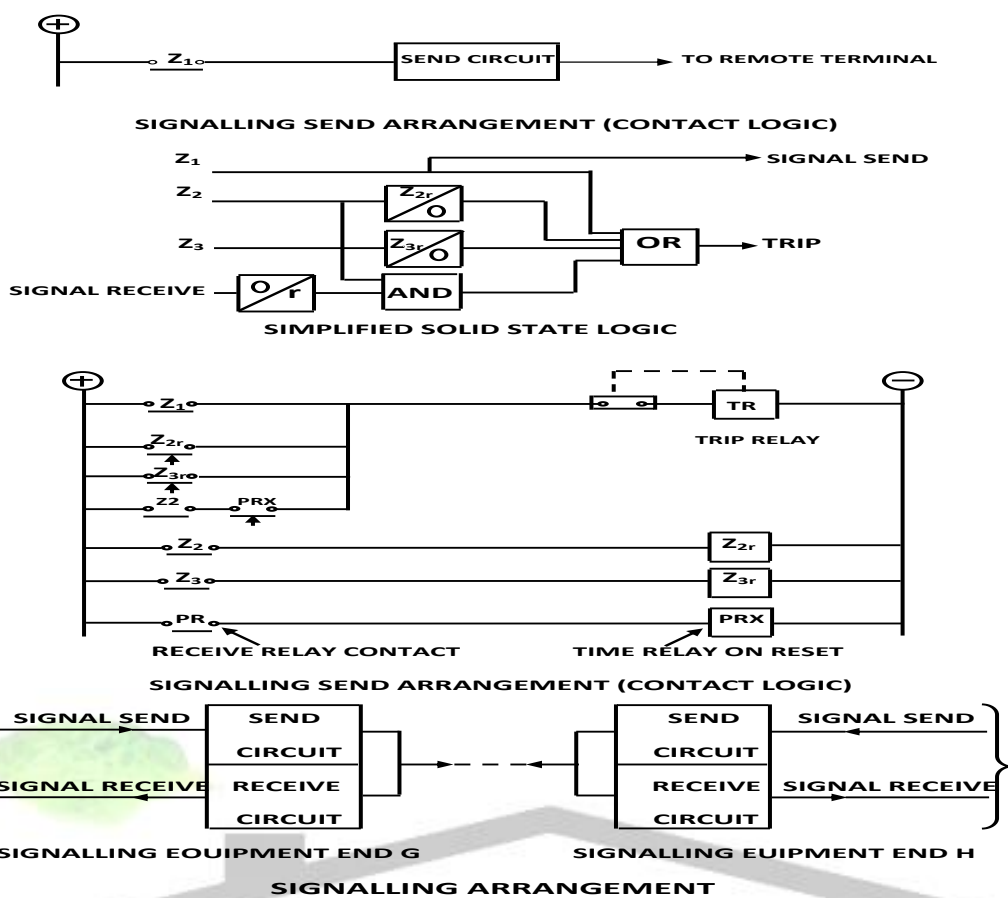 +
Z1 SEND CIRCUIT TO REMOTE TERMINAL
SIGNALLING SEND ARRANGEMENT (CONTACT LOGIC)
Z1 SIGNAL SEND
Z2 Z2r O
Z3 Z3r O OR TRIP
SIGNAL RECEIVE O r AND
SIMPLIFIED SOLID STATE LOGIC
+ −
Z1 TR
TRIP RELAY
Z2r
Z3r
Z2 PRX
Z2 Z2r
Z3 Z3r
PR PRX
RECEIVE RELAY CONTACT TIME RELAY ON RESET
SIGNALLING SEND ARRANGEMENT (CONTACT LOGIC)
SIGNAL SEND SEND SEND SIGNAL SEND
CIRCUIT CIRCUIT
SIGNAL RECEIVE RECEIVE RECEIVE SIGNAL RECEIVE
CIRCUIT CIRCUIT
SIGNALLING EOUIPMENT END G SIGNALLING EUIPMENT END H
SIGNALLING ARRANGEMENT